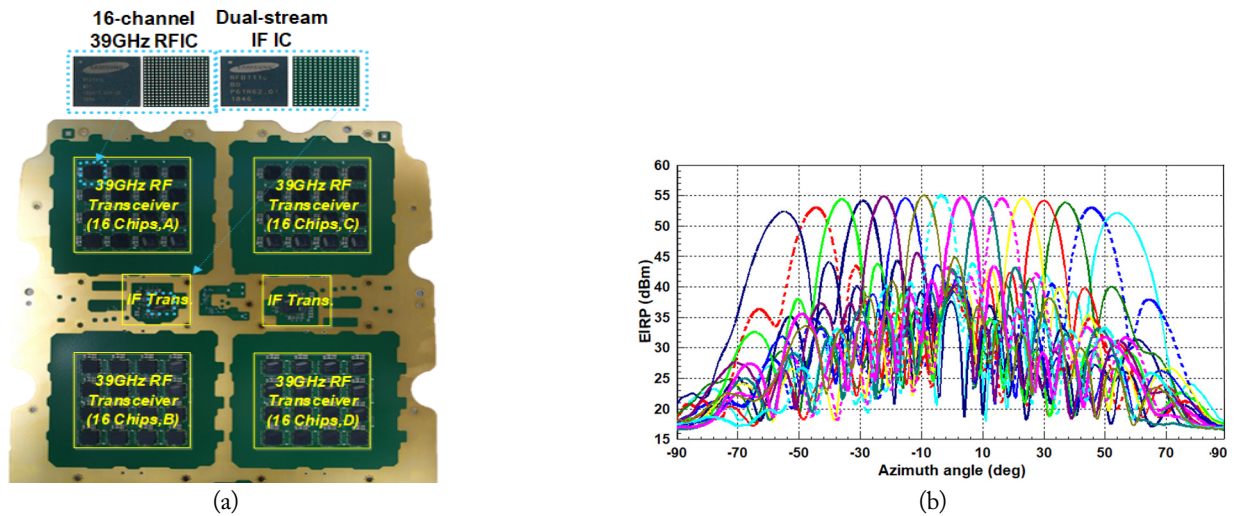 16-channel
39GHz RFIC
Dual-stream
IF IC
SAMSUNG
SAMSUNG
39GHz RF
Transceiver
(16 Chips,A)
39GHz RF
Transceiver
(16 Chips,C)
IF Trans.
IF Trans.
39GHz RF
Transceiver
(16 Chips,B)
39GHz RF
Transceiver
(16 Chips,D)
(a)
60
55
50
45
40
35
30
25
20
15
EIRP (dBm)
-90
-70
-50
-30
-10
10
30
50
70
90
Azimuth angle (deg)
(b)